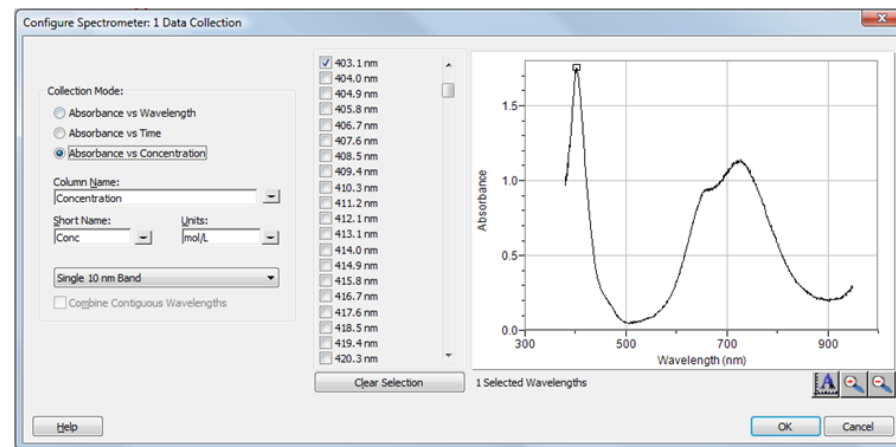 Configure Spectrometer: 1 Data Collection
Collection Mode:
Absorbance vs Wavelength
Absorbance vs Time
Absorbance vs Concentration
Column Name:
Concentration
Short Name:
Units:
Conc
mol/L
Single 10 nm Band
Combine Contiguous Wavelengths
403.1 nm
404.0 nm
404.9 nm
405.8 nm
406.7 nm
407.6 nm
408.5 nm
409.4 nm
410.3 nm
411.2 nm
412.1 nm
413.1 nm
414.0 nm
414.9 nm
415.8 nm
416.7 nm
417.6 nm
418.5 nm
419.4 nm
420.3 nm
Clear Selection
Absorbance
1.5
1.0
0.5
0.0
300
500
700
900
Wavelength (nm)
1 Selected Wavelengths
A
Help
OK
Cancel